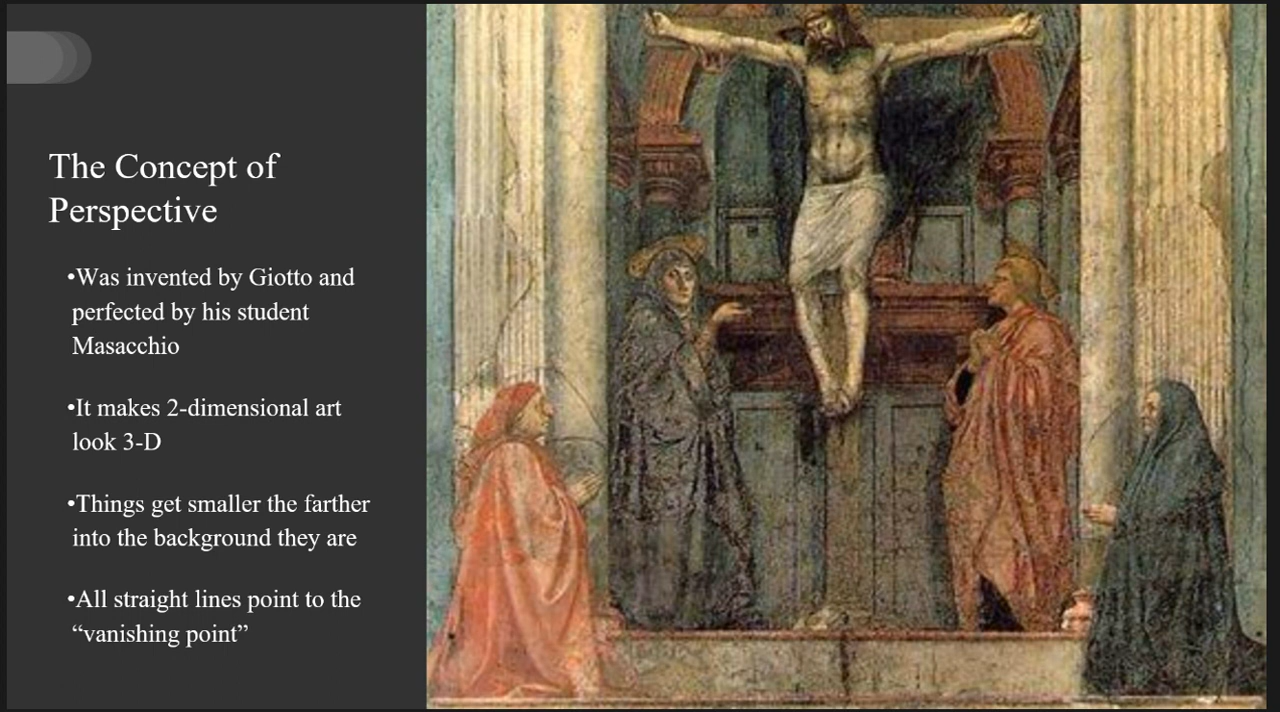 The Concept of
Perspective
•Was invented by Giotto and
perfected by his student
Masacchio
•It makes 2-dimensional art
look 3-D
•Things get smaller the farther
into the background they are
•All straight lines point to the
“vanishing point”